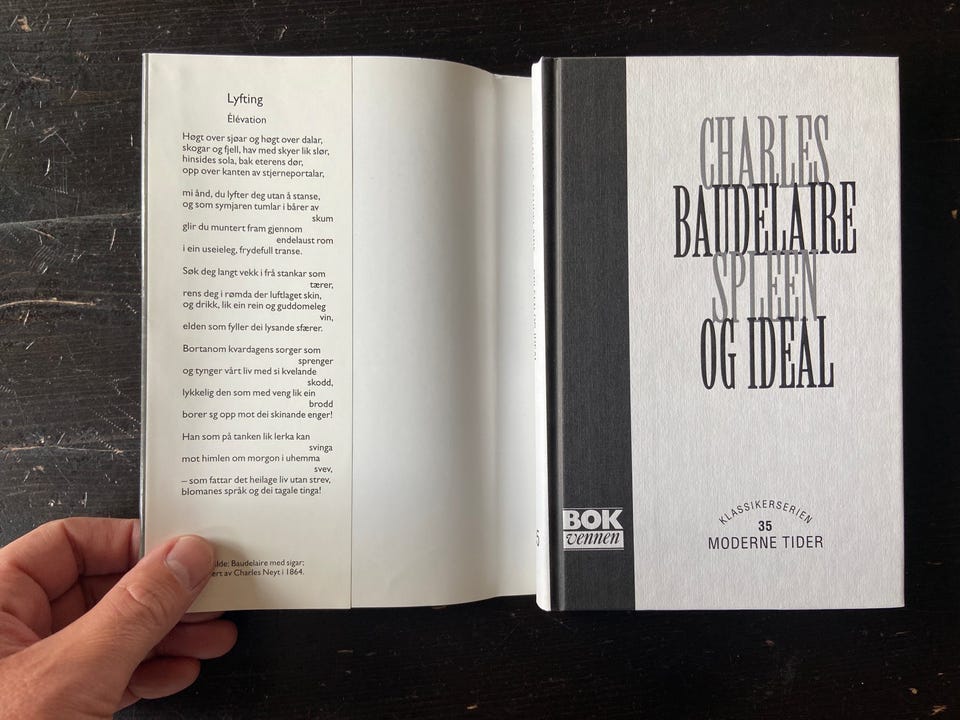 Lyfting
Élévation
Høgt over sjøar og høgt over dalar,
skogar og fjell, hav med skyer lik slør,
hinsides sola, bak eterens dør,
opp over kanten av stjerneportalar,
mi ånd, du lyfter deg utan å stanse,
og som symjaren tumlar i bårer av
skum
glir du muntert fram gjennom
endelaust rom
i ein useieleg, frydefull transe.
Søk deg langt vekk i frå stankar som
tærer,
rens deg i rømda der luftlaget skin,
og drikk, lik ein rein og guddomeleg
vin,
elden som fyller dei lysande sfærer.
Bortanom kvardagens sorger som
sprenger
og tynger vårt liv med si kvelande
skodd,
lykkelig den som med veng lik ein
brodd
borer sg opp mot dei skinande enger!
Han som på tanken lik lerka kan
svinga
mot himlen om morgon i uhemma
svev,
– som fattar det heilage liv utan strev,
blomanes språk og dei tagale tinga!
Baudelaire med sigar;
av Charles Neyt i 1864.
CHARLES
BAUDELAIRE
SPLEEN
OG IDEAL
BOK
vennen
KLASSIKERSERIEN
35
MODERNE TIDER